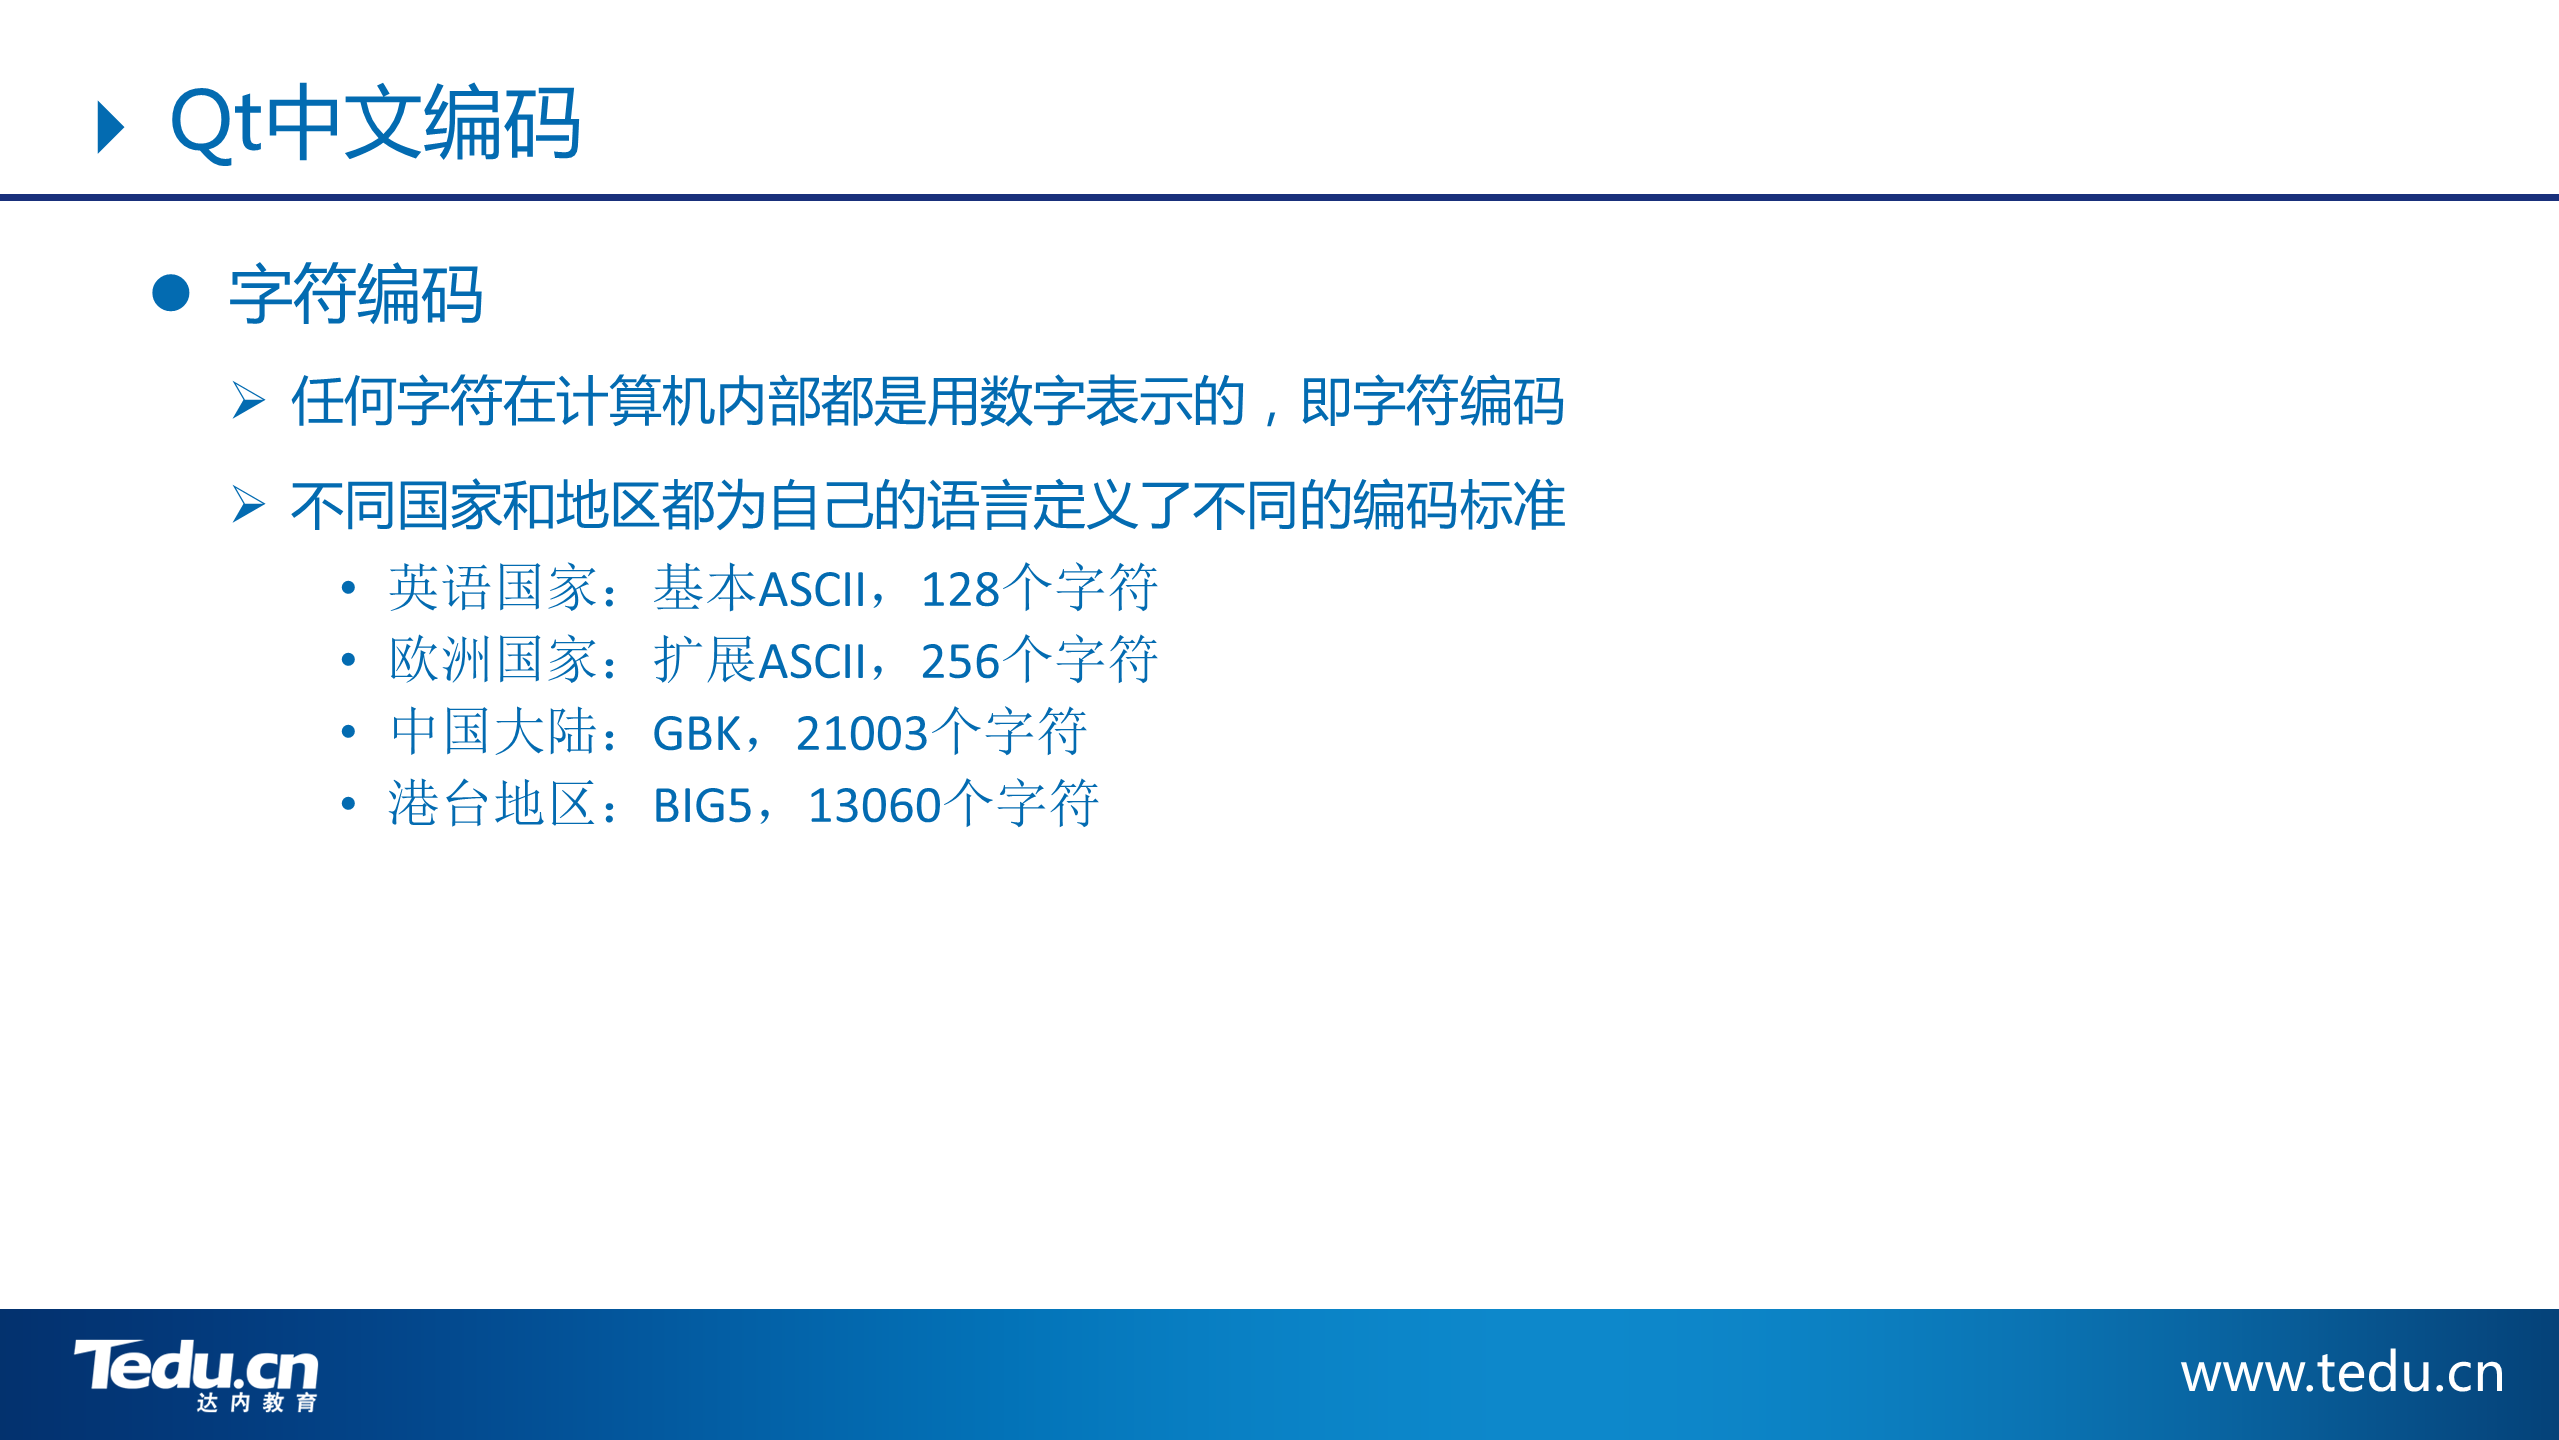 Qt中文编码
字符编码
任何字符在计算机内部都是用数字表示的，即字符编码
不同国家和地区都为自己的语言定义了不同的编码标准
英语国家：基本ASCII，128个字符
欧洲国家：扩展ASCII，256个字符
中国大陆：GBK，21003个字符
港台地区：BIG5，13060个字符
Tedu.cn
达内教育
www.tedu.cn